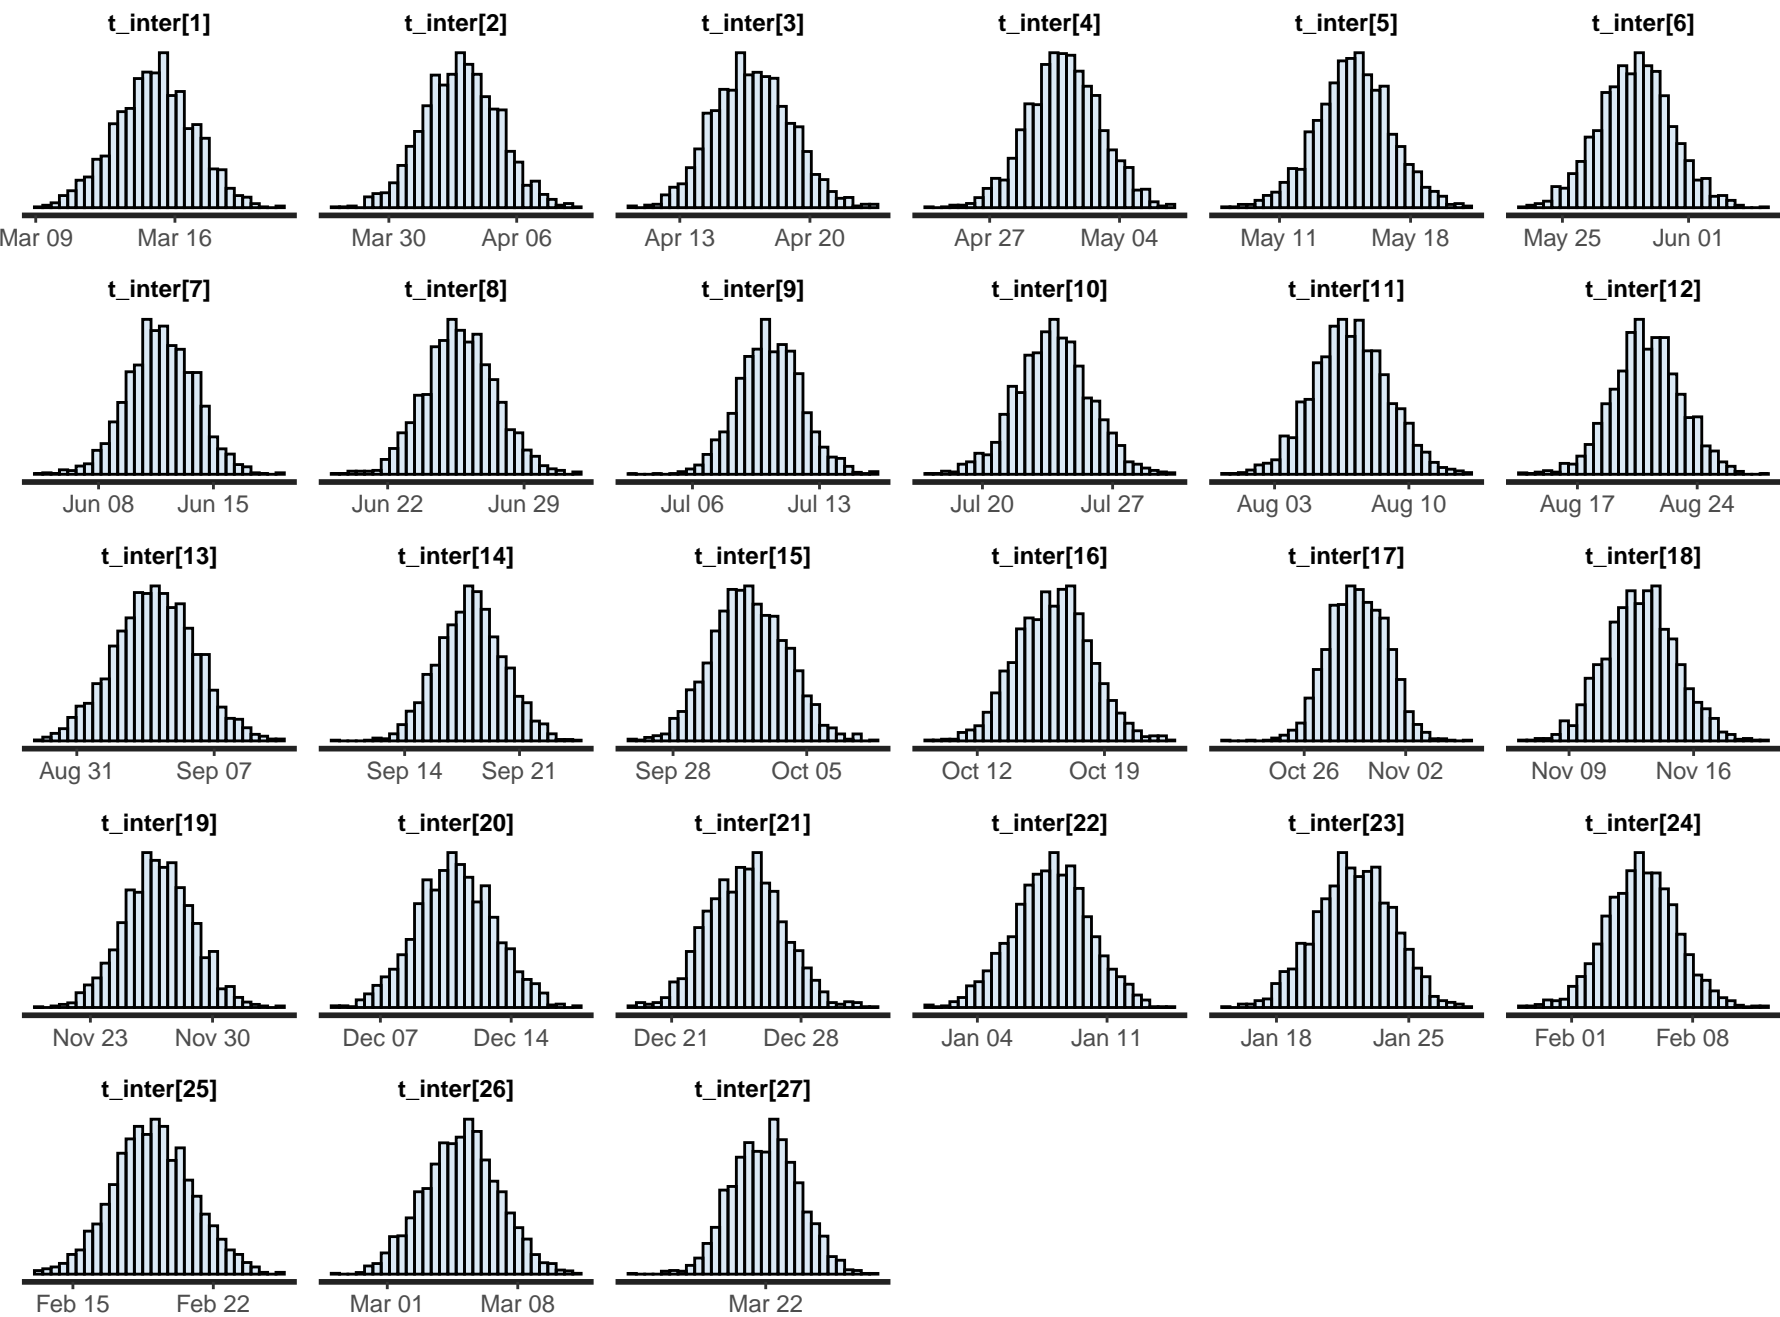 t_inter[1] t_inter[2] t_inter[3] t_inter[4] t_inter[5] t_inter[6]
Mar 09 Mar 16 Mar 30 Apr 06 Apr 13 Apr 20 Apr 27 May 04 May 11 May 18 May 25 Jun 01
t_inter[7] t_inter[8] t_inter[9] t_inter[10] t_inter[11] t_inter[12]
Jun 08 Jun 15 Jun 22 Jun 29 Jul 06 Jul 13 Jul 20 Jul 27 Aug 03 Aug 10 Aug 17 Aug 24
t_inter[13] t_inter[14] t_inter[15] t_inter[16] t_inter[17] t_inter[18]
Aug 31 Sep 07 Sep 14 Sep 21 Sep 28 Oct 05 Oct 12 Oct 19 Oct 26 Nov 02 Nov 09 Nov 16
t_inter[19] t_inter[20] t_inter[21] t_inter[22] t_inter[23] t_inter[24]
Nov 23 Nov 30 Dec 07 Dec 14 Dec 21 Dec 28 Jan 04 Jan 11 Jan 18 Jan 25 Feb 01 Feb 08
t_inter[25] t_inter[26] t_inter[27]
Feb 15 Feb 22 Mar 01 Mar 08 Mar 22